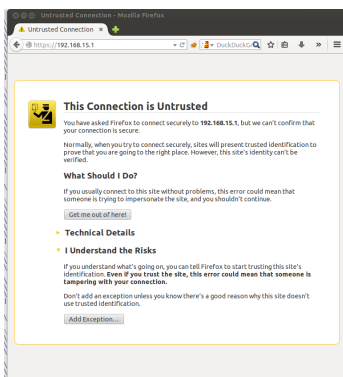 Untrusted Connection - Mozilla Firefox
Untrusted Connection
https://192.168.15.1
DuckDuckG
This Connection is Untrusted
You have asked Firefox to connect securely to 192.168.15.1, but we can't confirm that
your connection is secure.
Normally, when you try to connect securely, sites will present trusted identification to
prove that you are going to the right place. However, this site's identity can't be
verified.
What Should I Do?
If you usually connect to this site without problems, this error could mean that
someone is trying to impersonate the site, and you shouldn't continue.
Get me out of here!
Technical Details
I Understand the Risks
If you understand what's going on, you can tell Firefox to start trusting this site's
identification. Even if you trust the site, this error could mean that someone is
tampering with your connection.
Don't add an exception unless you know there's a good reason why this site doesn't
use trusted identification.
Add Exception...